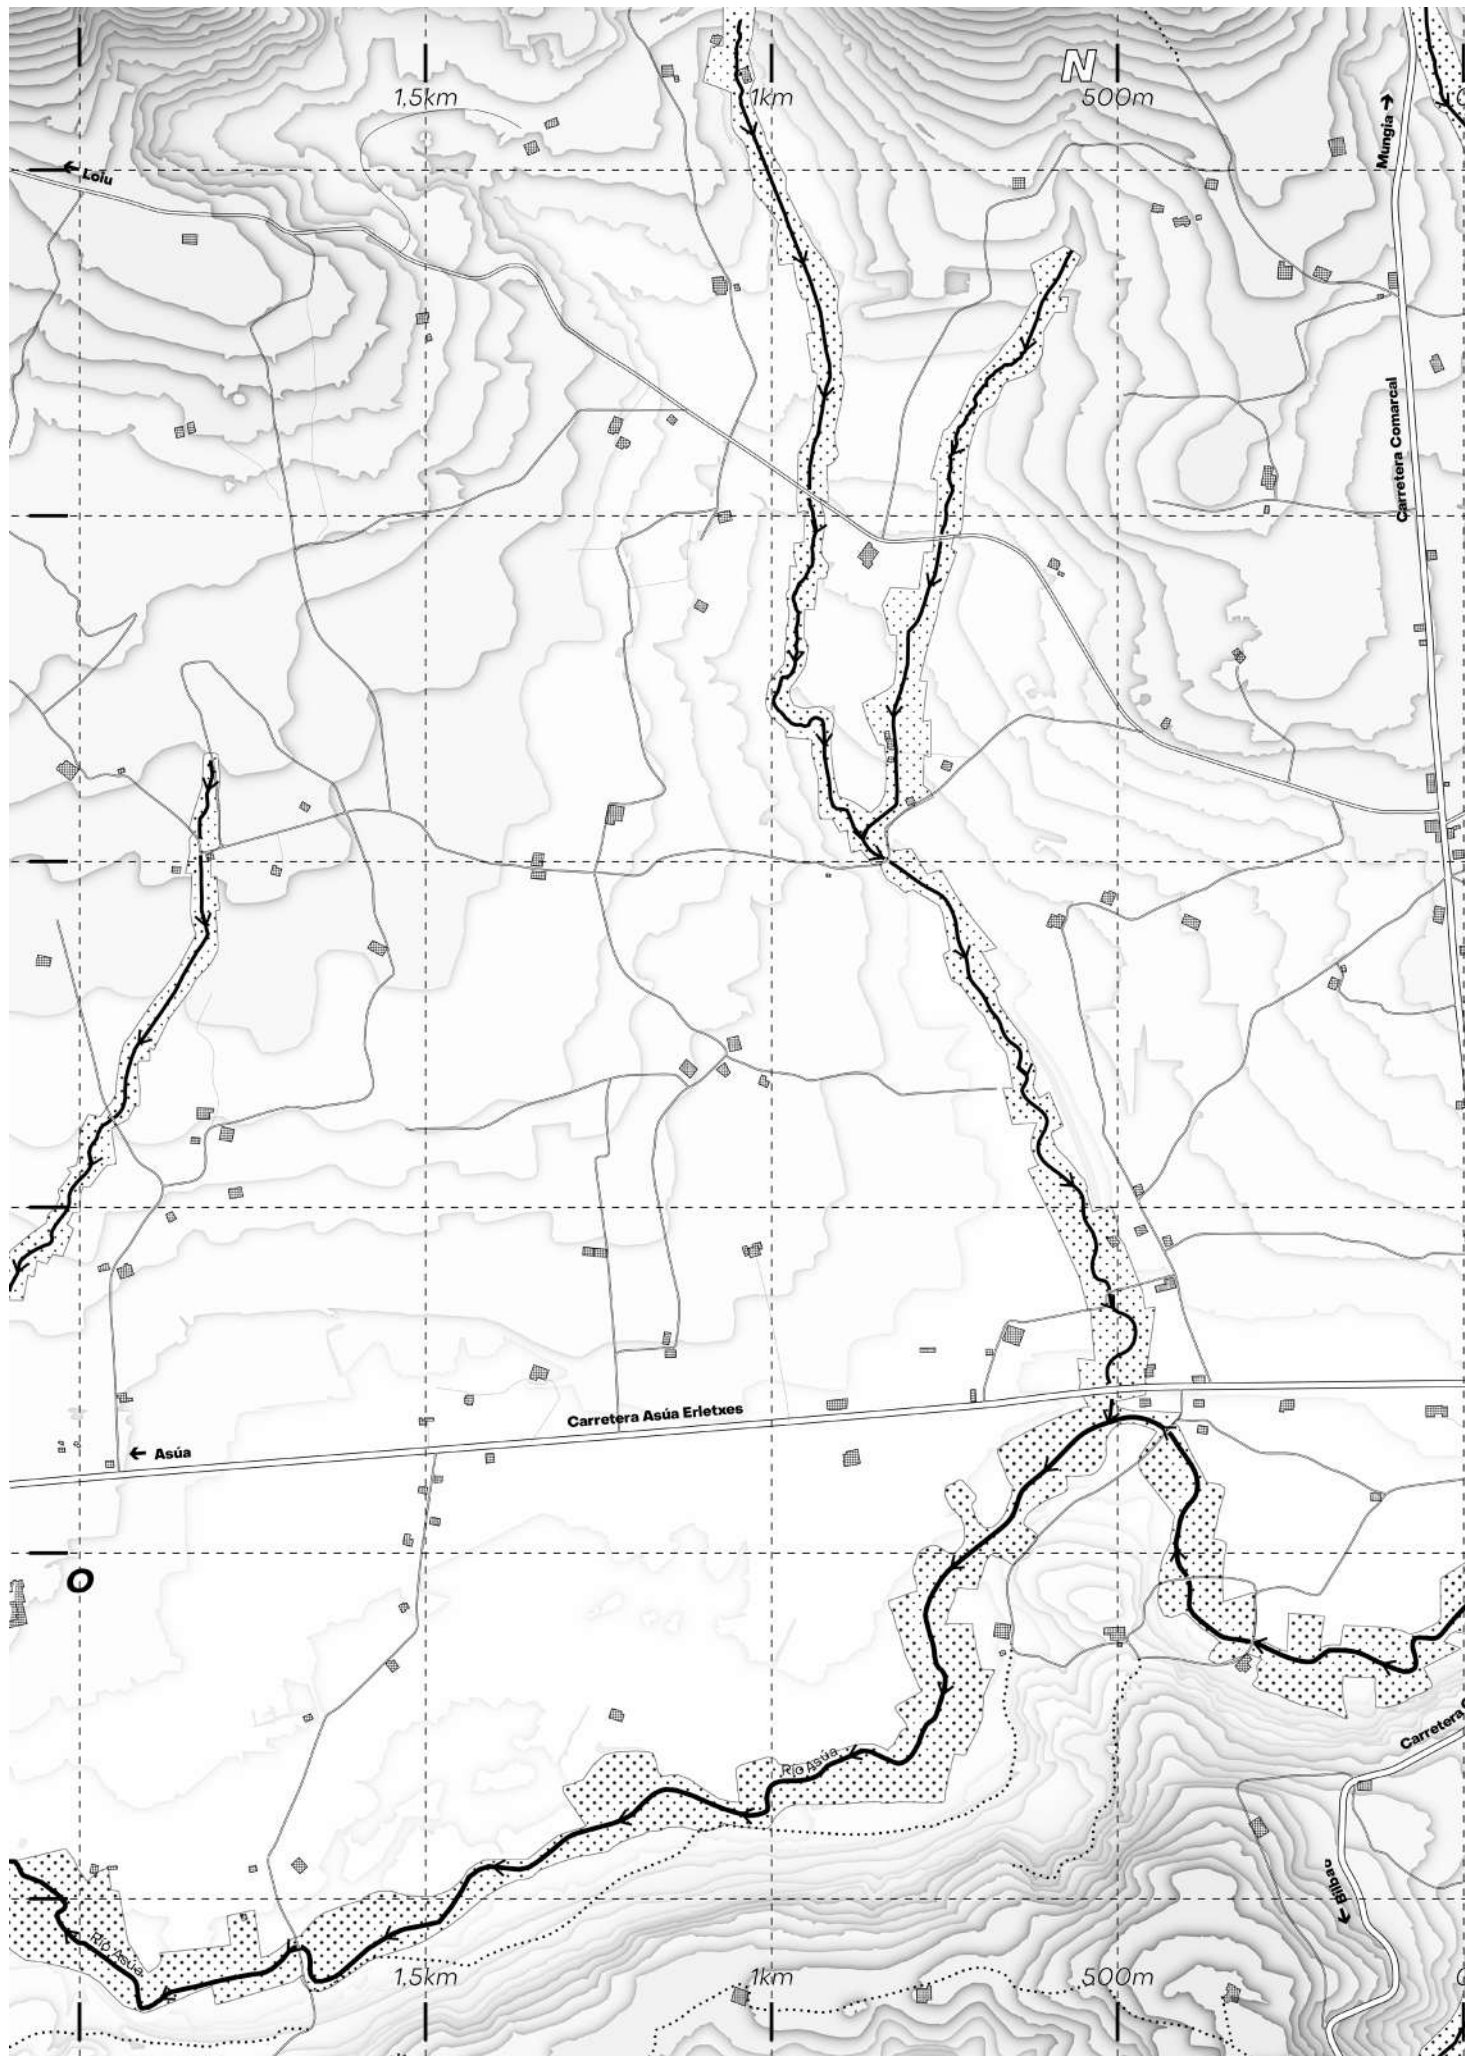 N
1,5km
1km
500m
Mungia →
← Loiu
Carretera Comarcal
Carretera Asúa Erletxes
← Asúa
O
Carretera
Río Asúa
← Bilbao
Río Asúa
1,5km
1km
500m